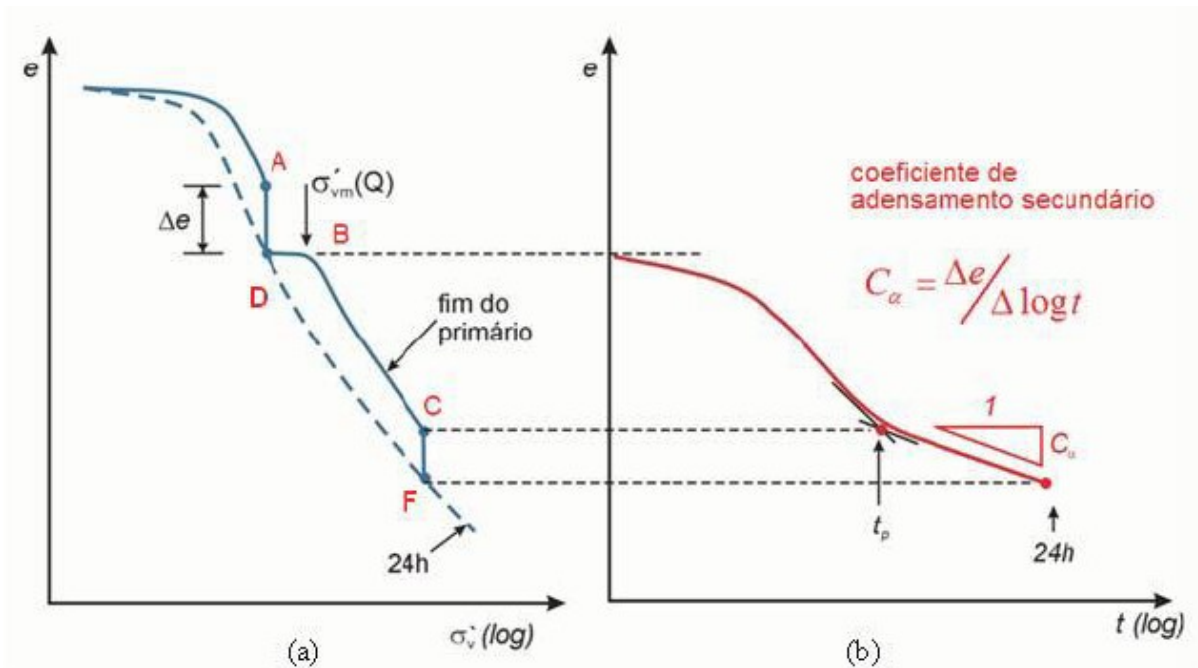 e
A
σ'vm(Q)
Δe
B
D
fim do
primário
C
F
24h
σ'v (log)
(a)
e
coeficiente de
adensamento secundário
Cα = Δe/Δ log t
1
Cα
tp
24h
t (log)
(b)